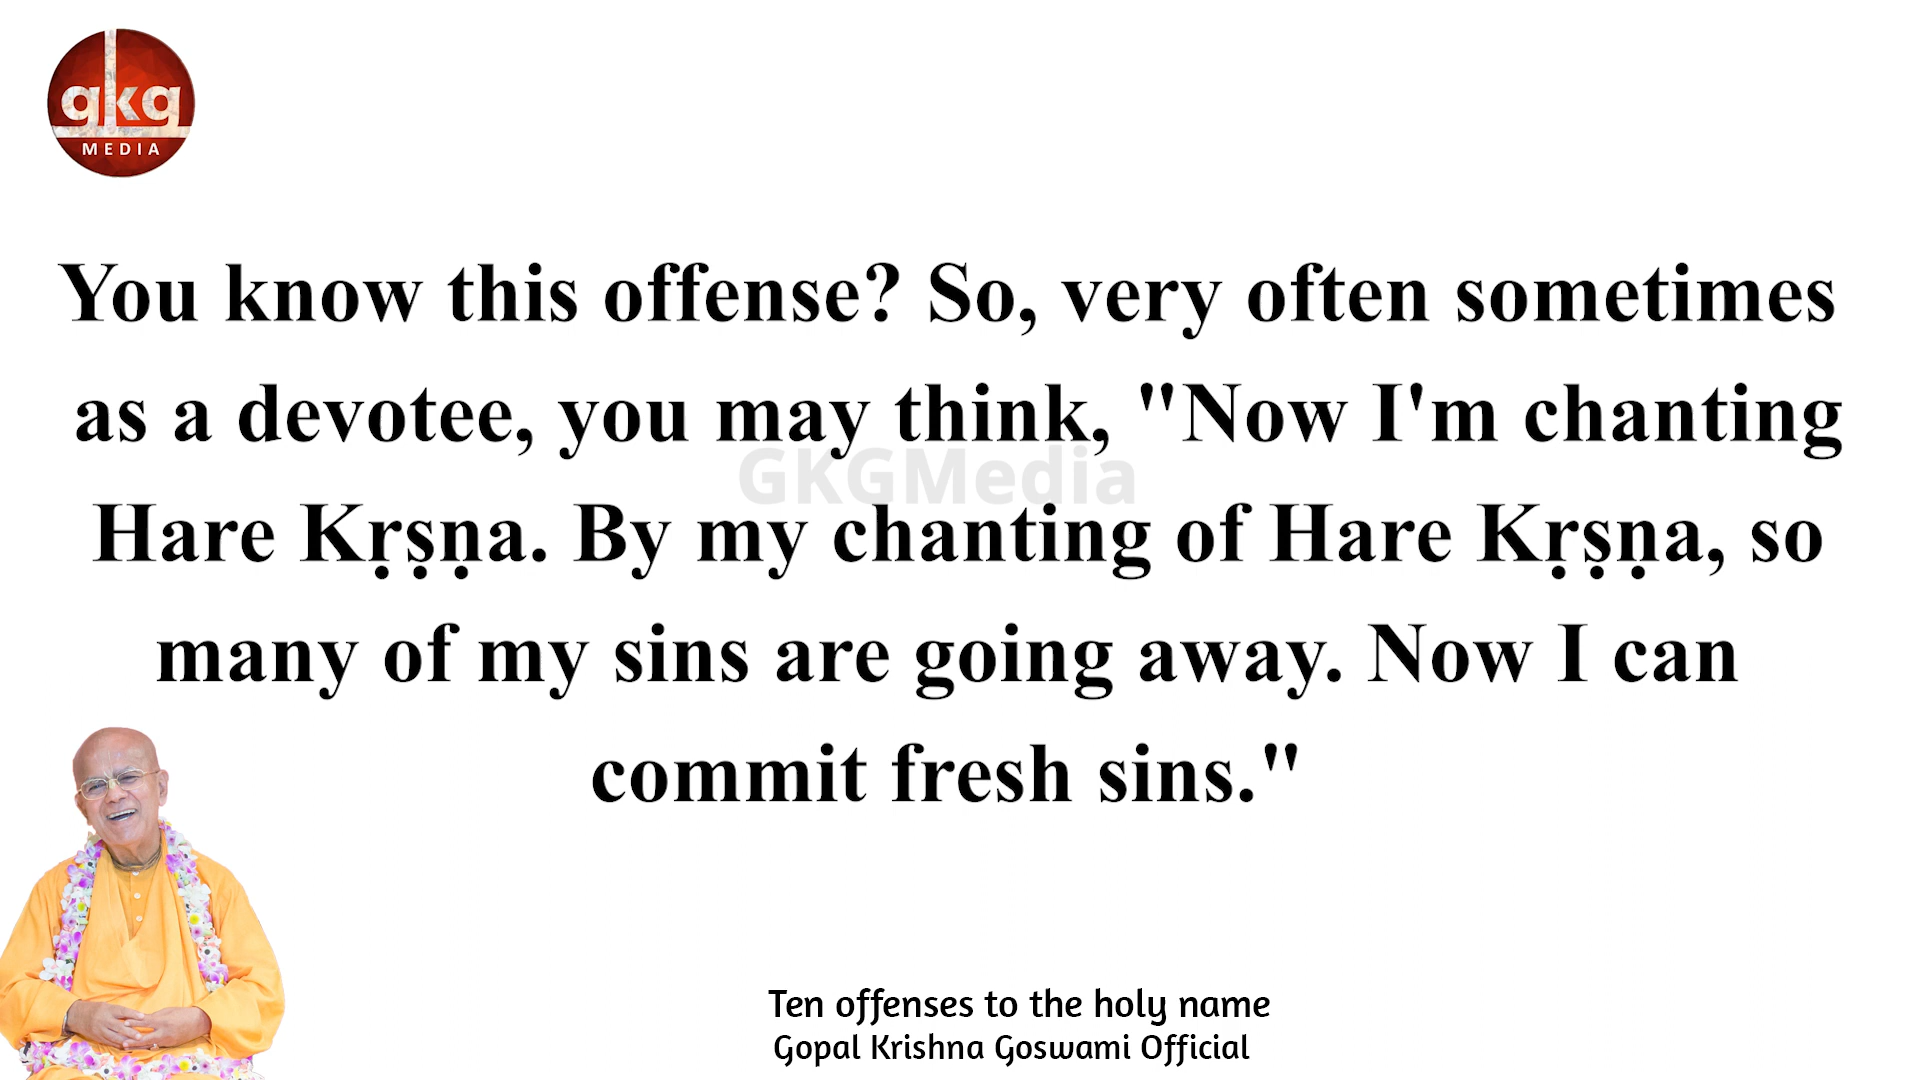 gkg
MEDIA
You know this offense? So, very often sometimes
as a devotee, you may think, "Now I'm chanting
GKGMedia
Hare Kṛṣṇa. By my chanting of Hare Kṛṣṇa, so
many of my sins are going away. Now I can
commit fresh sins."
Ten offenses to the holy name
Gopal Krishna Goswami Official